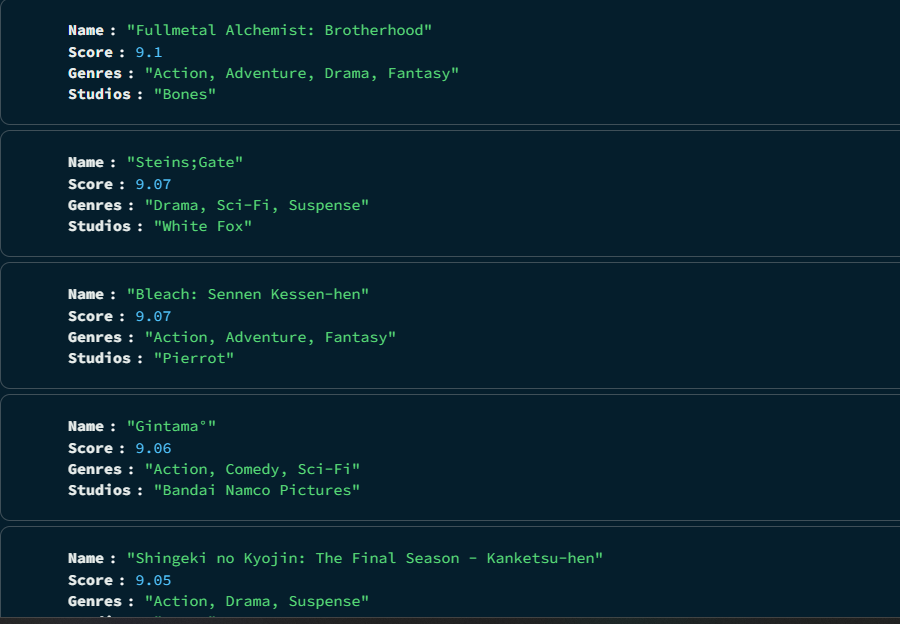 Name : "Fullmetal Alchemist: Brotherhood"
Score : 9.1
Genres : "Action, Adventure, Drama, Fantasy"
Studios : "Bones"
Name : "Steins;Gate"
Score : 9.07
Genres : "Drama, Sci-Fi, Suspense"
Studios : "White Fox"
Name : "Bleach: Sennen Kessen-hen"
Score : 9.07
Genres : "Action, Adventure, Fantasy"
Studios : "Pierrot"
Name : "Gintama°"
Score : 9.06
Genres : "Action, Comedy, Sci-Fi"
Studios : "Bandai Namco Pictures"
Name : "Shingeki no Kyojin: The Final Season - Kanketsu-hen"
Score : 9.05
Genres : "Action, Drama, Suspense"